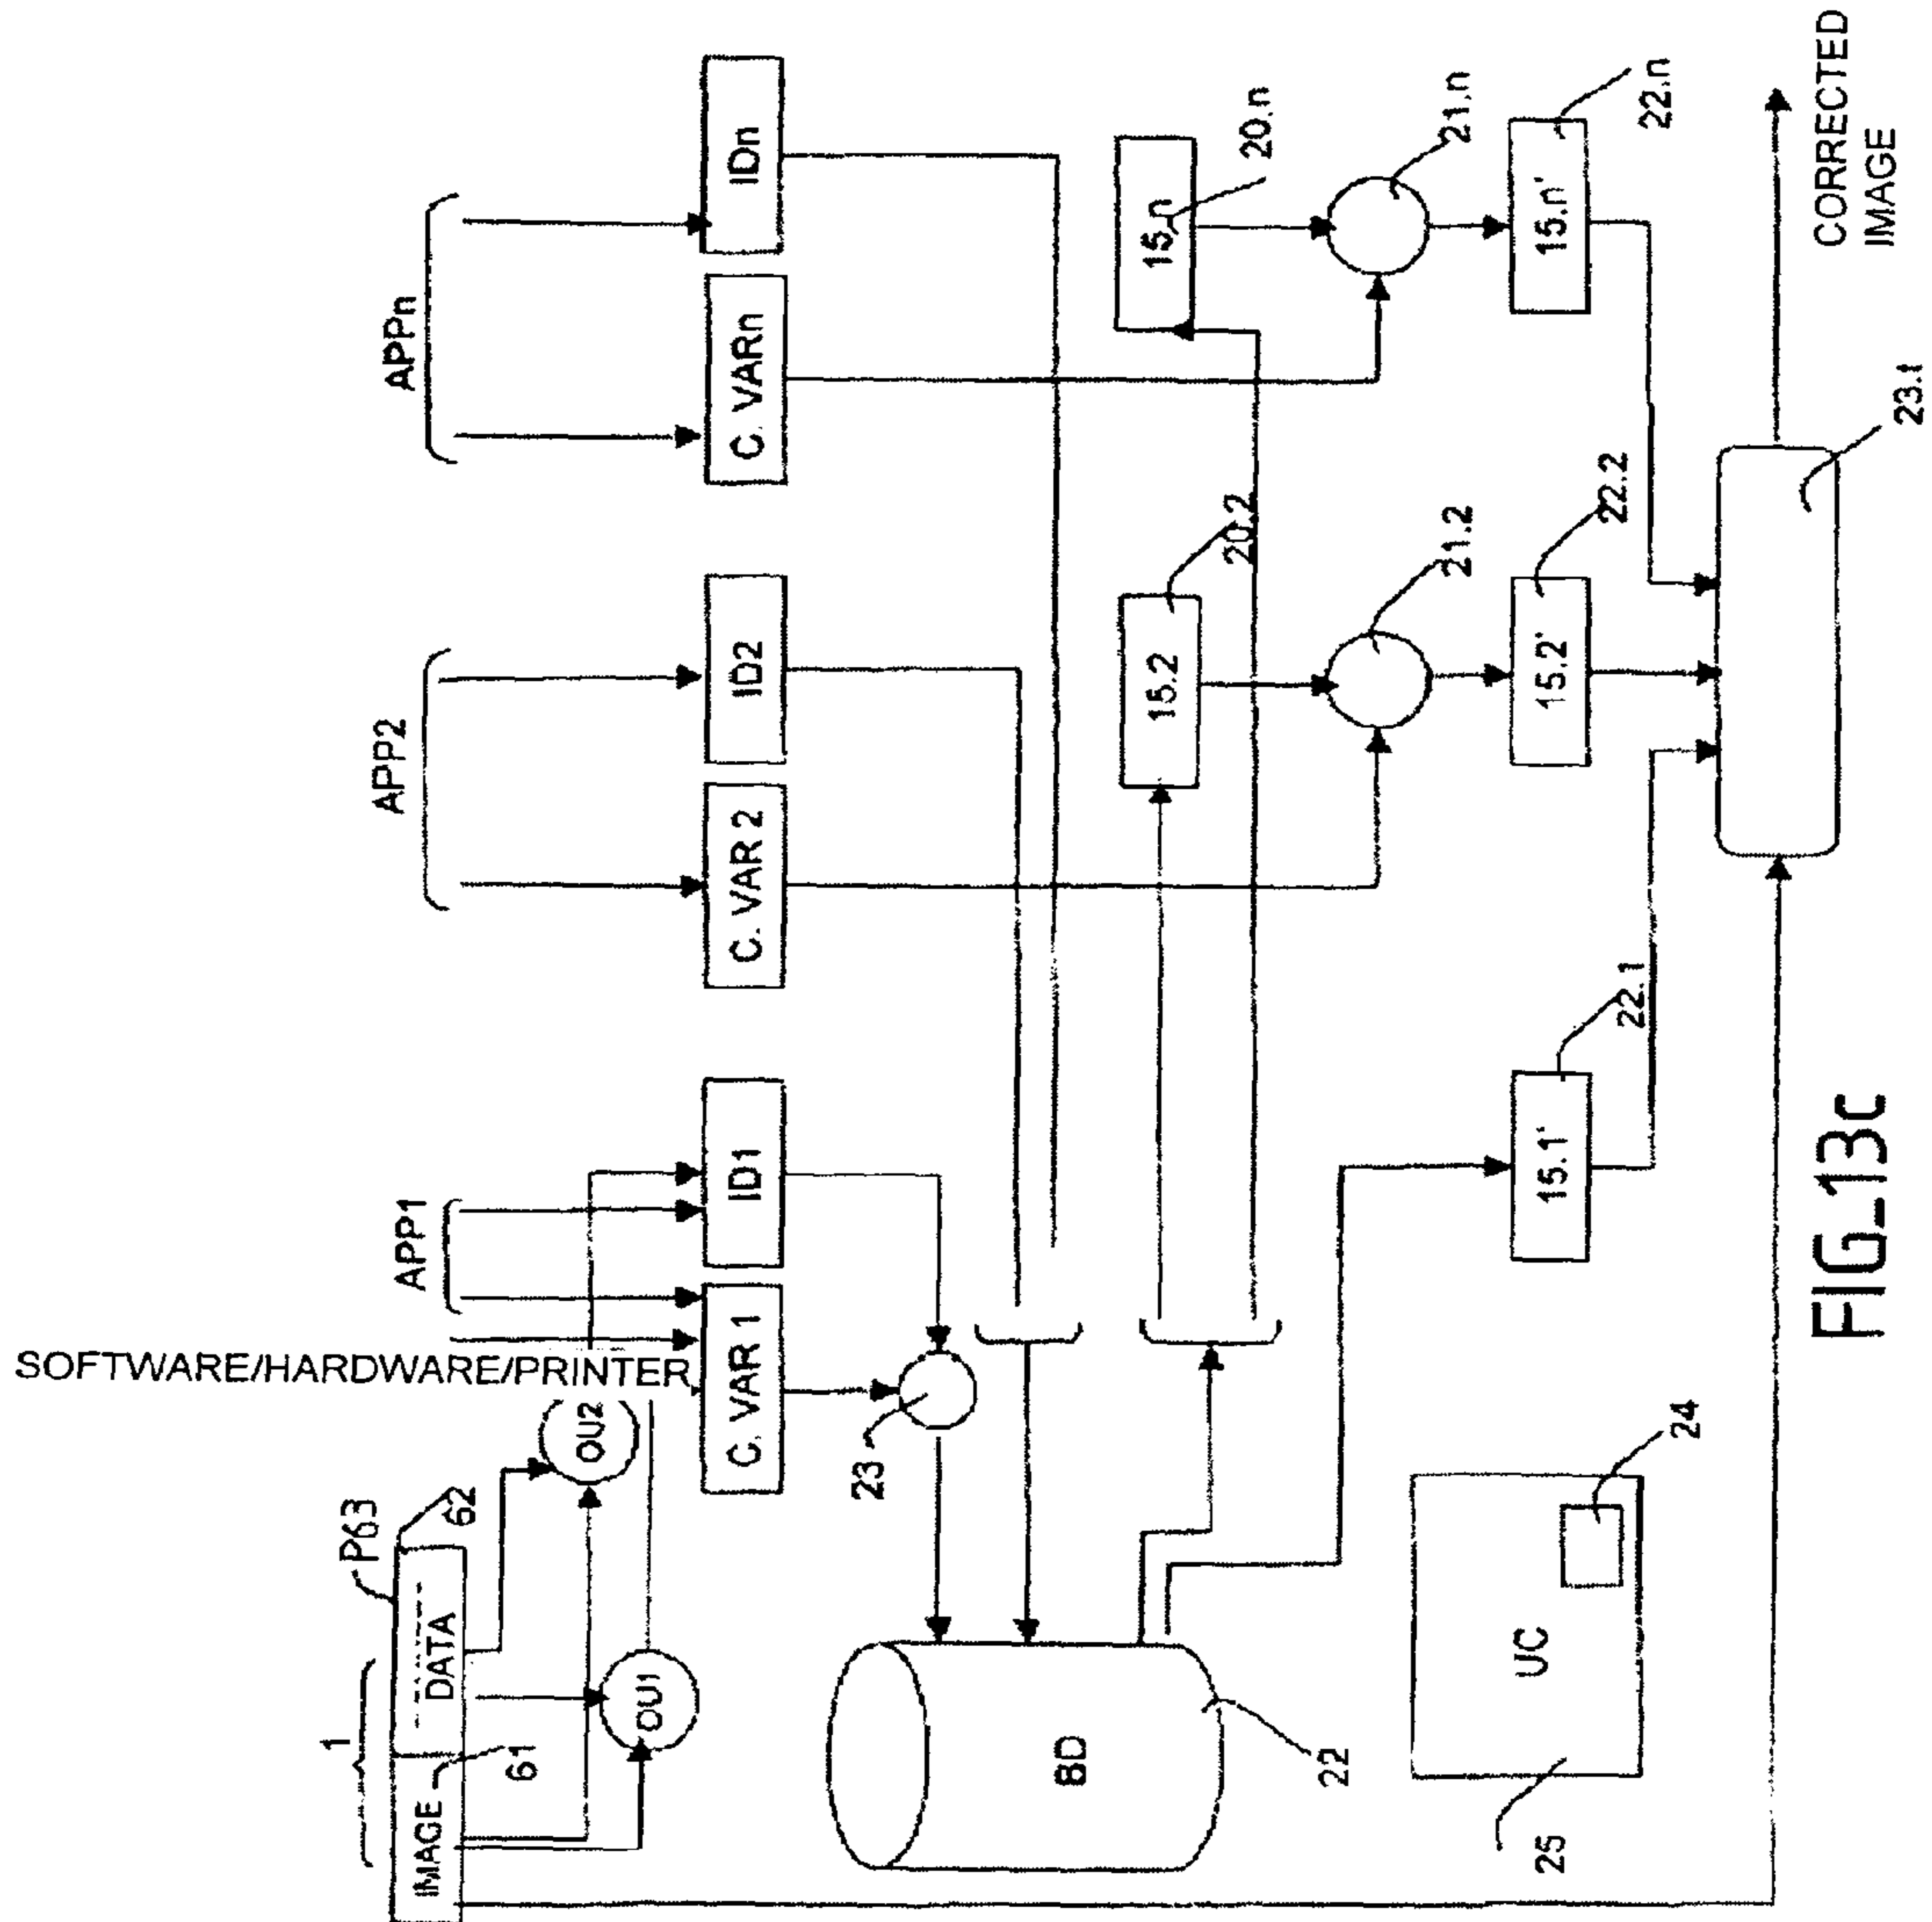 1
P63
IMAGE
DATA
61
62
OU1
OU2
SOFTWARE/HARDWARE/PRINTER
APP1
APP2
APPn
C. VAR 1
ID1
C. VAR 2
ID2
C. VARn
IDn
23
BD
22
15.2
20.2
15.n
20.n
21.2
21.n
UC
24
25
15.1'
22.1
15.2'
22.2
15.n'
22.n
23.1
CORRECTED
IMAGE
FIG_13c